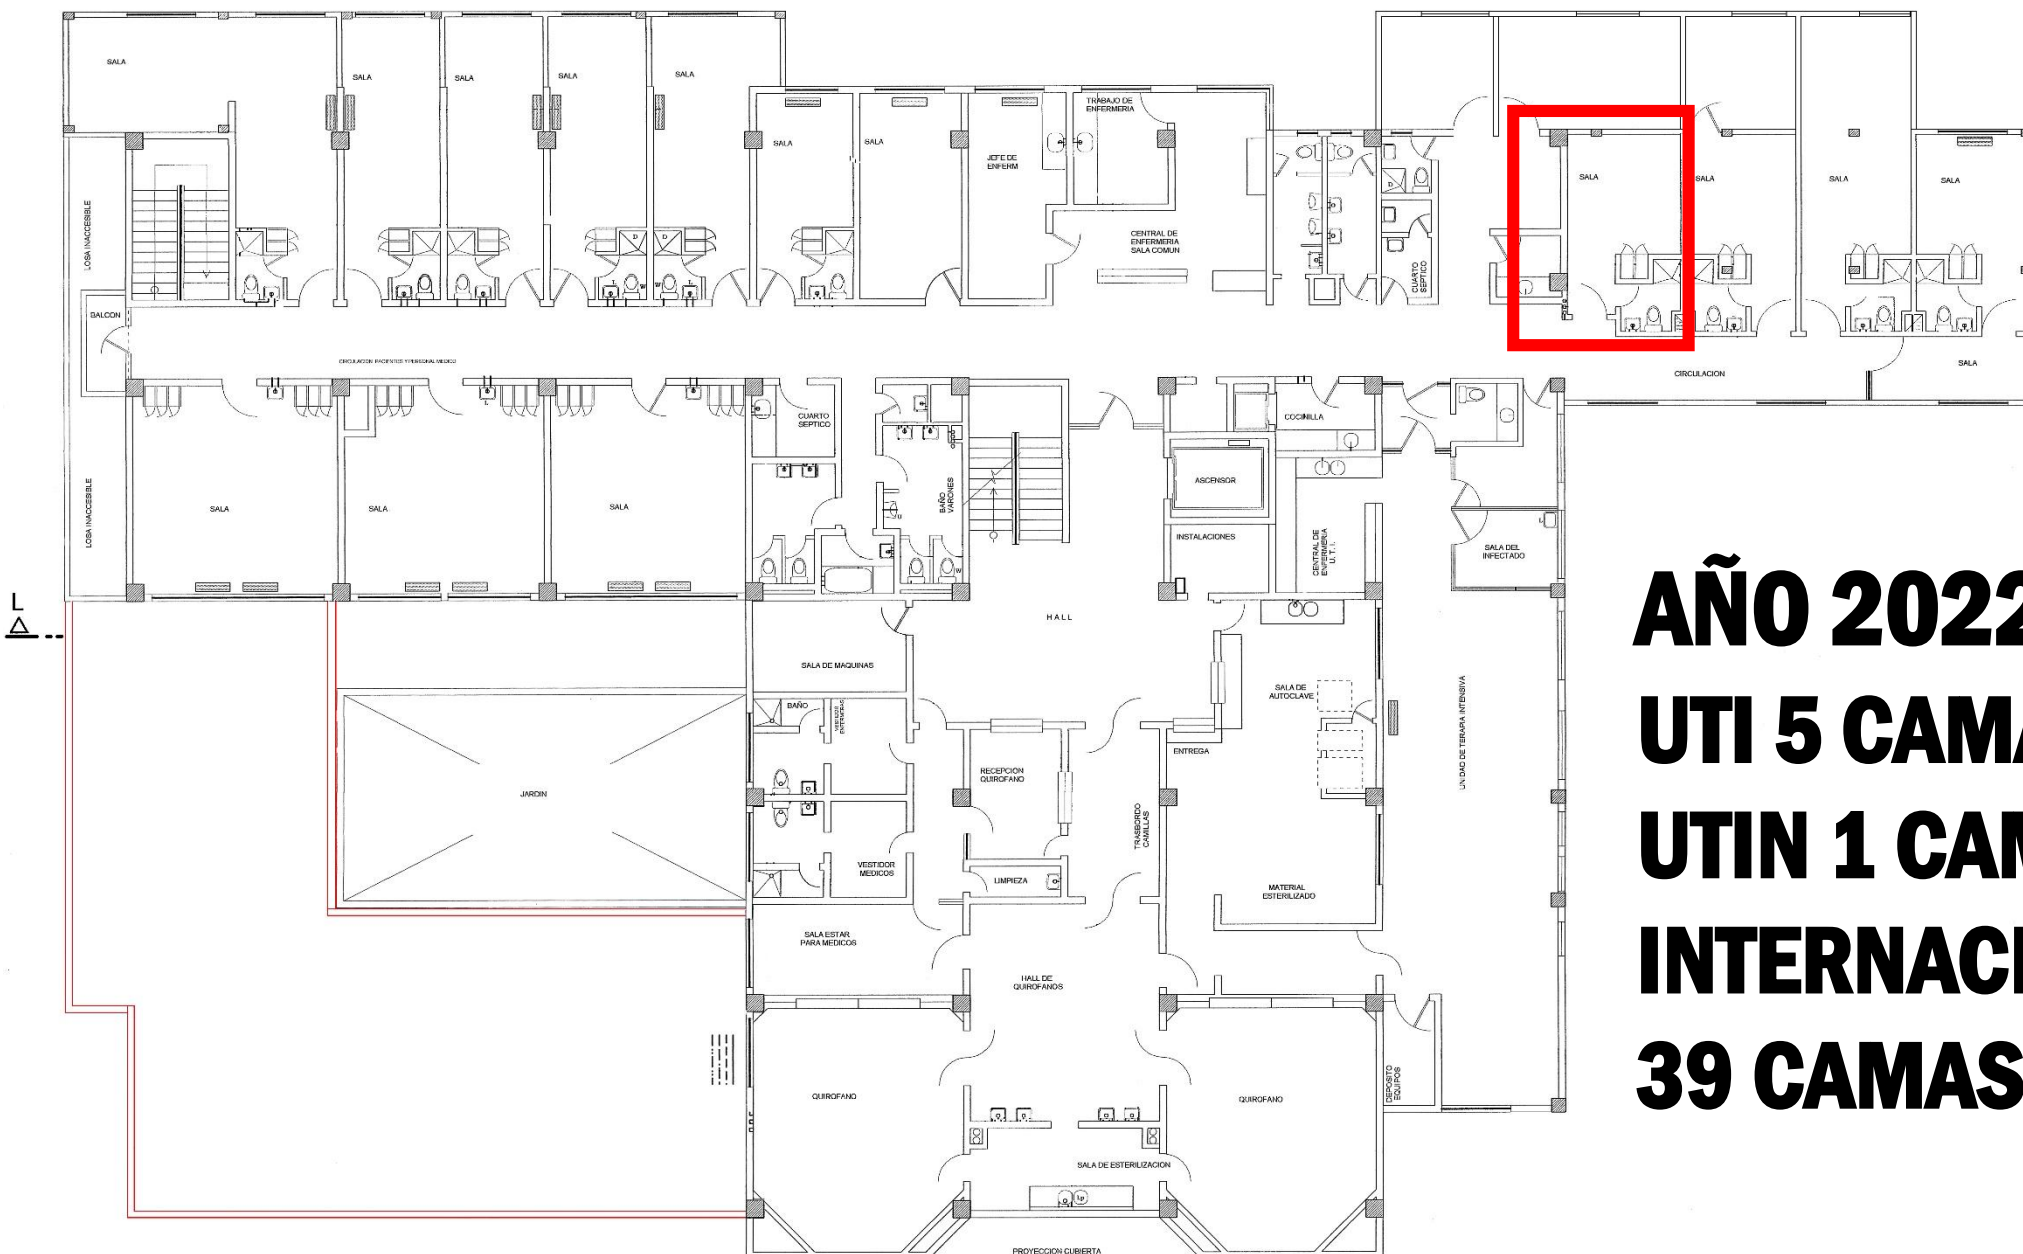 SALA
SALA
SALA
SALA
SALA
SALA
SALA
JEFE DE
ENFERM
TRABAJO DE
ENFERMERIA
CENTRAL DE
ENFERMERIA
SALA COMUN
CUARTO
SEPTICO
D
SALA
SALA
SALA
SALA
LOSA INACCESIBLE
BALCON
D
D
L
W
W
L
CIRCULACION PACIENTES Y PERSONAL MEDICO
CIRCULACION
SALA
LOSA INACCESIBLE
SALA
SALA
L
SALA
CUARTO
SEPTICO
BAÑO
VARONES
U
W
ASCENSOR
COCINILLA
INSTALACIONES
CENTRAL DE
ENFERMERIA
U.T.I.
SALA DEL
INFECTADO
L
L
HALL
SALA DE MAQUINAS
BAÑO
VESTIDOR
ENFERMERAS
JARDIN
RECEPCION
QUIROFANO
SALA DE
AUTOCLAVE
ENTREGA
UNIDAD DE TERAPIA INTENSIVA
TRASBORDO
CAMILLAS
VESTIDOR
MEDICOS
LIMPIEZA
MATERIAL
ESTERILIZADO
SALA ESTAR
PARA MEDICOS
HALL DE
QUIROFANOS
QUIROFANO
QUIROFANO
DEPOSITO
EQUIPOS
SALA DE ESTERILIZACION
Lp
PROYECCION CUBIERTA
AÑO 2022
UTI 5 CAMA
UTIN 1 CAM
INTERNACI
39 CAMAS